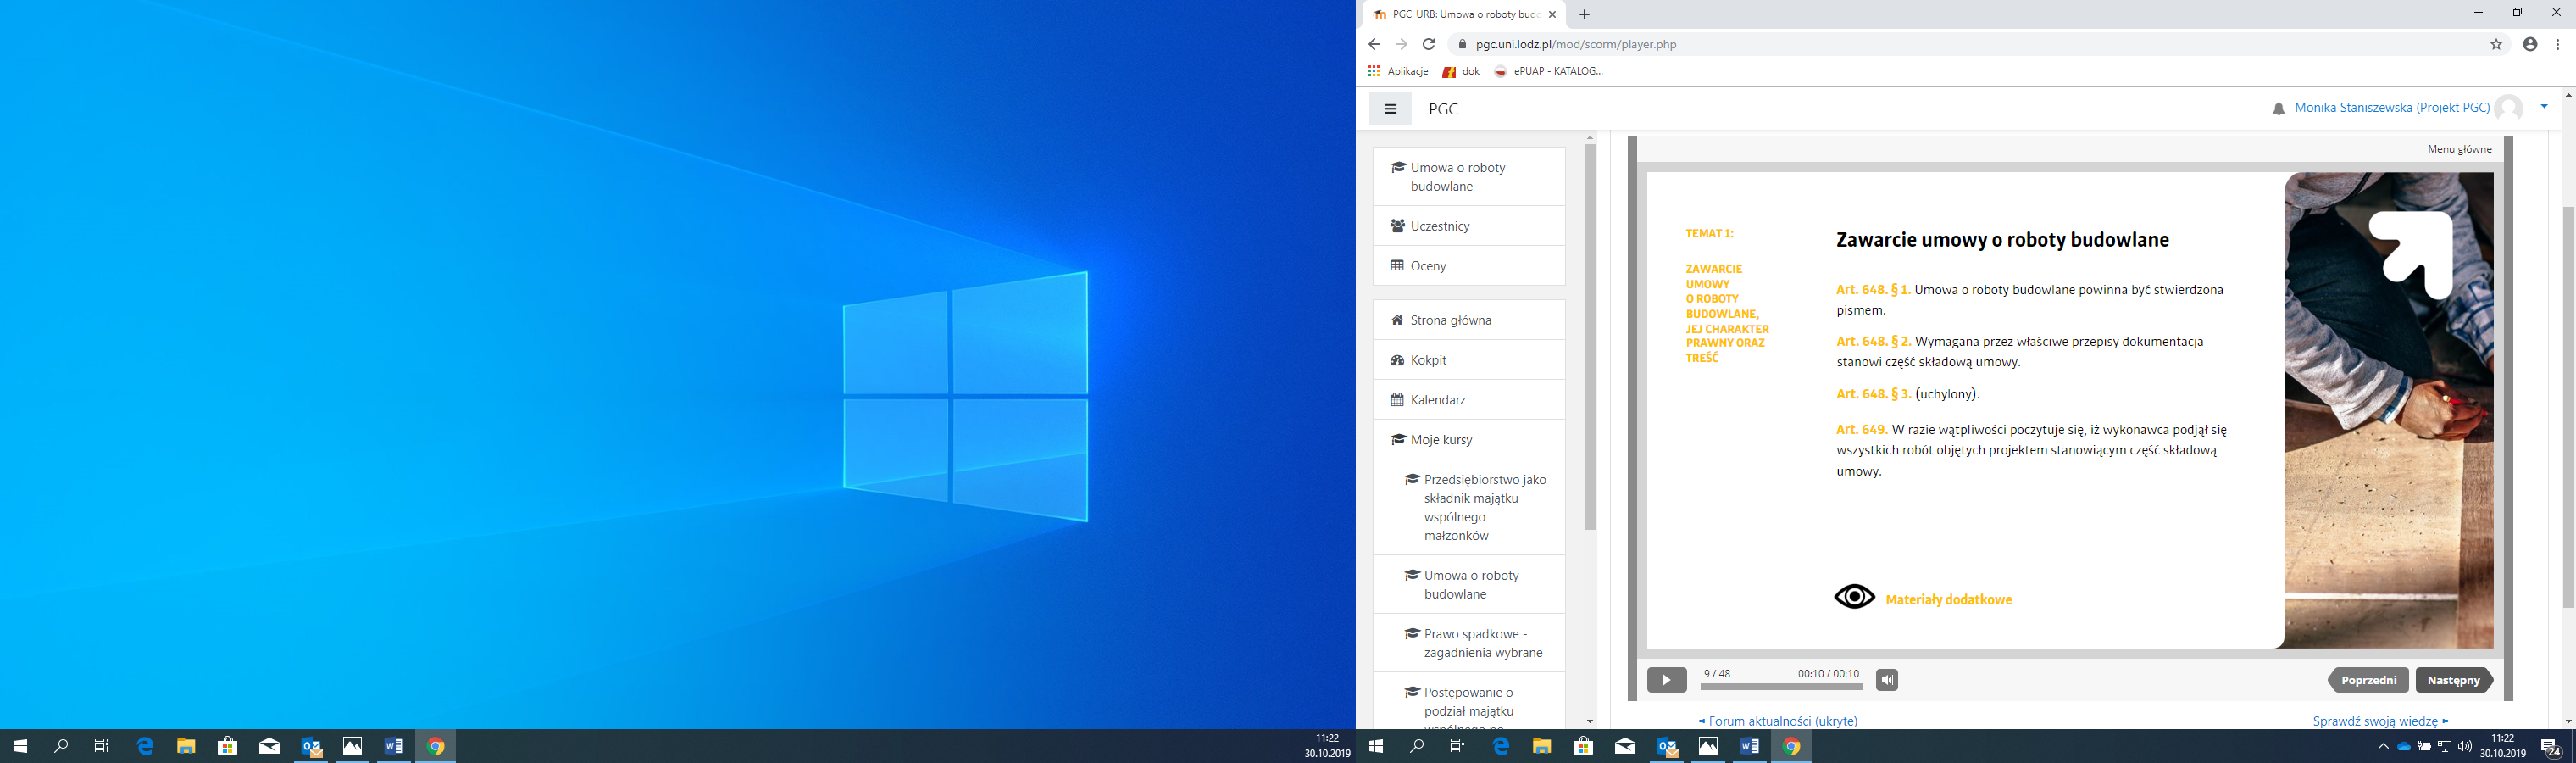 PGC_URB: Umowa o roboty budo
pgc.uni.lodz.pl/mod/scorm/player.php
Aplikacje
dok
ePUAP - KATALOG...
PGC
Monika Staniszewska (Projekt PGC)
Umowa o roboty
budowlane
Uczestnicy
Oceny
Strona główna
Kokpit
Kalendarz
Moje kursy
Przedsiębiorstwo jako
składnik majątku
wspólnego
małżonków
Umowa o roboty
budowlane
Prawo spadkowe -
zagadnienia wybrane
Postępowanie o
podział majątku
wspólnego po
Menu główne
TEMAT 1:
ZAWARCIE
UMOWY
O ROBOTY
BUDOWLANE,
JEJ CHARAKTER
PRAWNY ORAZ
TREŚĆ
Zawarcie umowy o roboty budowlane
Art. 648. § 1. Umowa o roboty budowlane powinna być stwierdzona
pismem.
Art. 648. § 2. Wymagana przez właściwe przepisy dokumentacja
stanowi część składową umowy.
Art. 648. § 3. (uchylony).
Art. 649. W razie wątpliwości poczytuje się, iż wykonawca podjął się
wszystkich robót objętych projektem stanowiącym część składową
umowy.
Materiały dodatkowe
9 / 48
00:10 / 00:10
Poprzedni
Następny
◄ Forum aktualności (ukryte)
Sprawdź swoją wiedzę ►
11:22
30.10.2019
11:22
30.10.2019
24